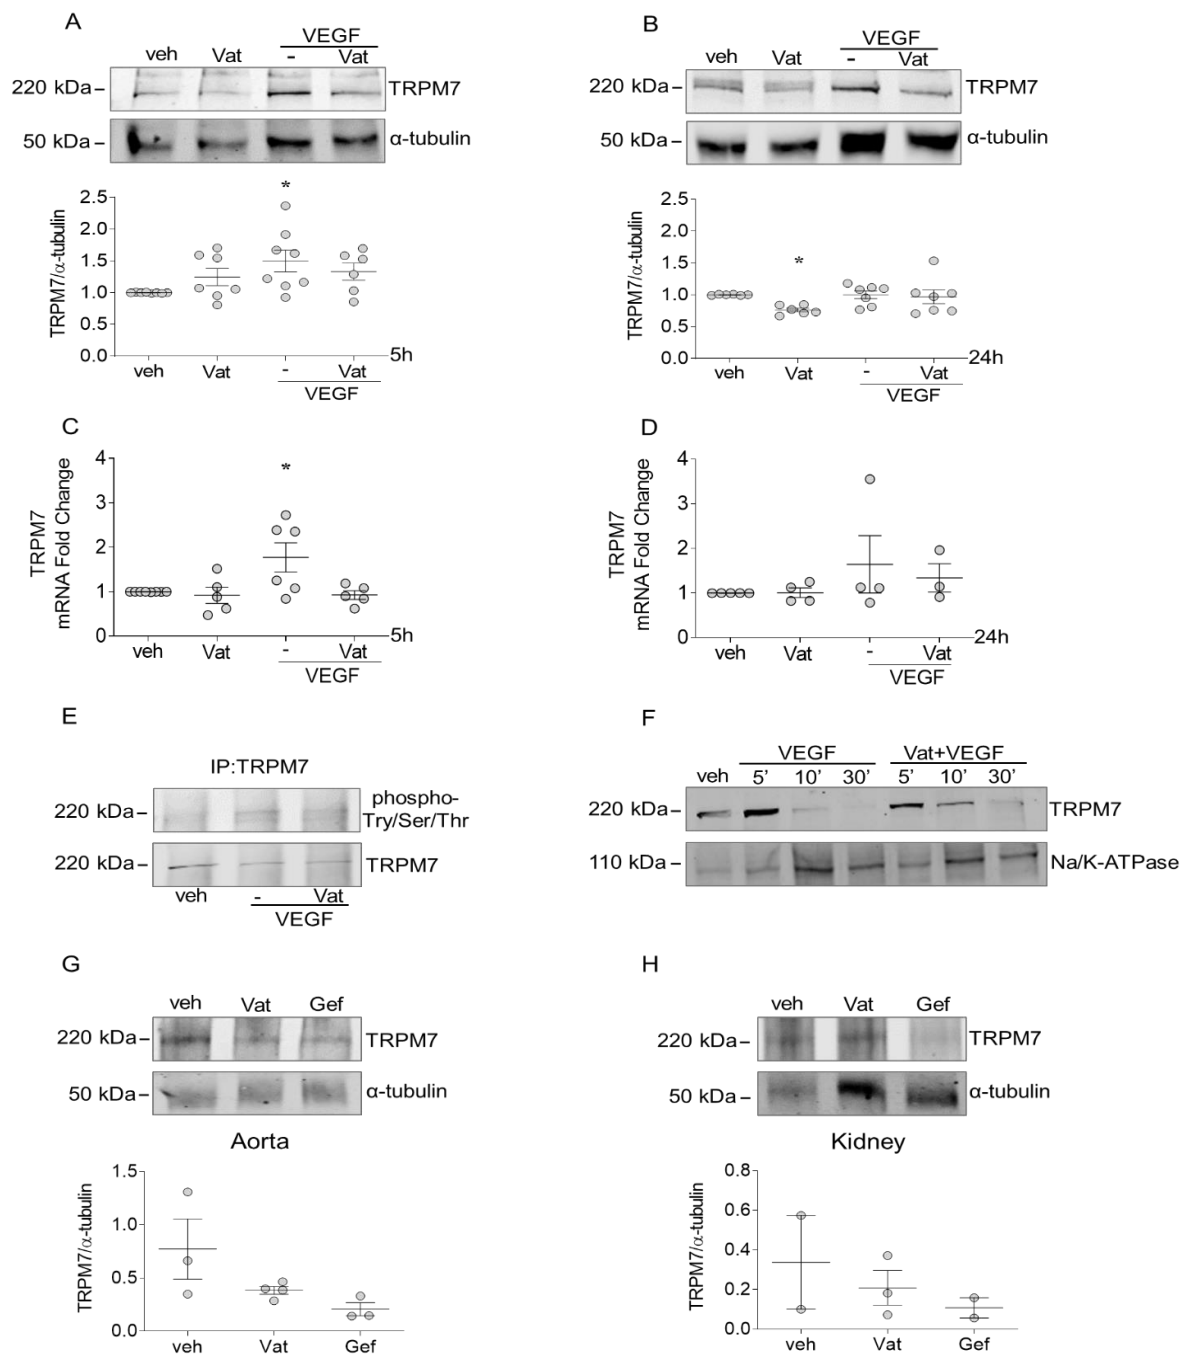 A
VEGF
veh Vat - Vat
220 kDa – TRPM7
50 kDa – α-tubulin
*
TRPM7/α-tubulin
2.5
2.0
1.5
1.0
0.5
0.0
5h
veh Vat - Vat
VEGF
B
VEGF
veh Vat - Vat
220 kDa – TRPM7
50 kDa – α-tubulin
*
TRPM7/α-tubulin
2.5
2.0
1.5
1.0
0.5
0.0
24h
veh Vat - Vat
VEGF
C
TRPM7
mRNA Fold Change
*
4
3
2
1
0
5h
veh Vat - Vat
VEGF
D
TRPM7
mRNA Fold Change
4
3
2
1
0
24h
veh Vat - Vat
VEGF
E
IP:TRPM7
phospho-
220 kDa – Try/Ser/Thr
220 kDa – TRPM7
veh - Vat
VEGF
F
VEGF Vat+VEGF
veh 5’ 10’ 30’ 5’ 10’ 30’
220 kDa – TRPM7
110 kDa – Na/K-ATPase
G
veh Vat Gef
220 kDa – TRPM7
50 kDa – α-tubulin
Aorta
TRPM7/α-tubulin
1.5
1.0
0.5
0.0
veh Vat Gef
H
veh Vat Gef
220 kDa – TRPM7
50 kDa – α-tubulin
Kidney
TRPM7/α-tubulin
0.8
0.6
0.4
0.2
0.0
veh Vat Gef